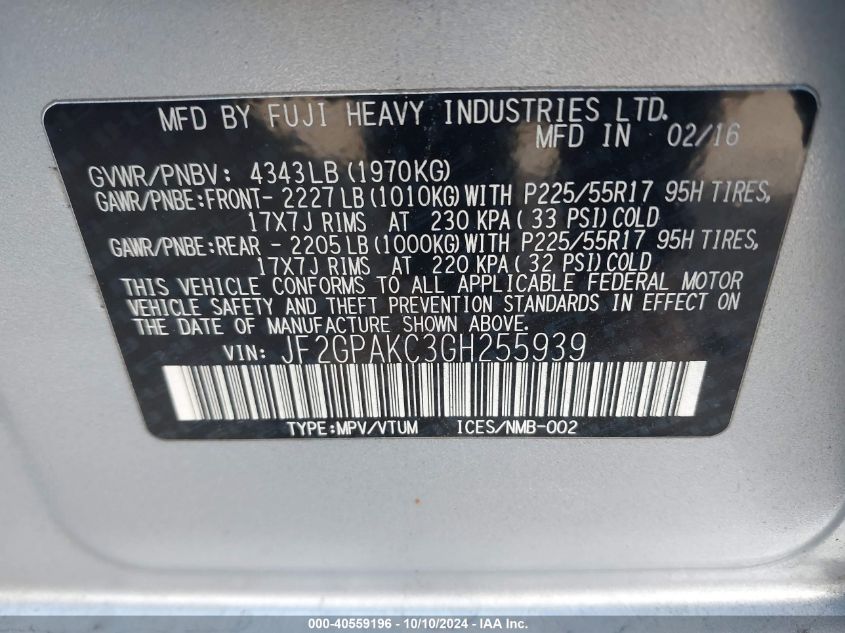 MFD BY FUJI HEAVY INDUSTRIES LTD.
MFD IN 02/16
GVWR/PNBV: 4343LB (1970KG)
GAWR/PNBE:FRONT- 2227 LB (1010KG) WITH P225/55R17 95H TIRES,
17X7J RIMS AT 230 KPA ( 33 PSI) COLD
GAWR/PNBE:REAR - 2205 LB (1000KG) WITH P225/55R17 95H TIRES,
17X7J RIMS AT 220 KPA ( 32 PSI) COLD
THIS VEHICLE CONFORMS TO ALL APPLICABLE FEDERAL MOTOR
VEHICLE SAFETY AND THEFT PREVENTION STANDARDS IN EFFECT ON
THE DATE OF MANUFACTURE SHOWN ABOVE.
VIN: JF2GPAKC3GH255939
TYPE:MPV/VTUM ICES/NMB-002
000-40559196 - 10/10/2024 - IAA Inc.